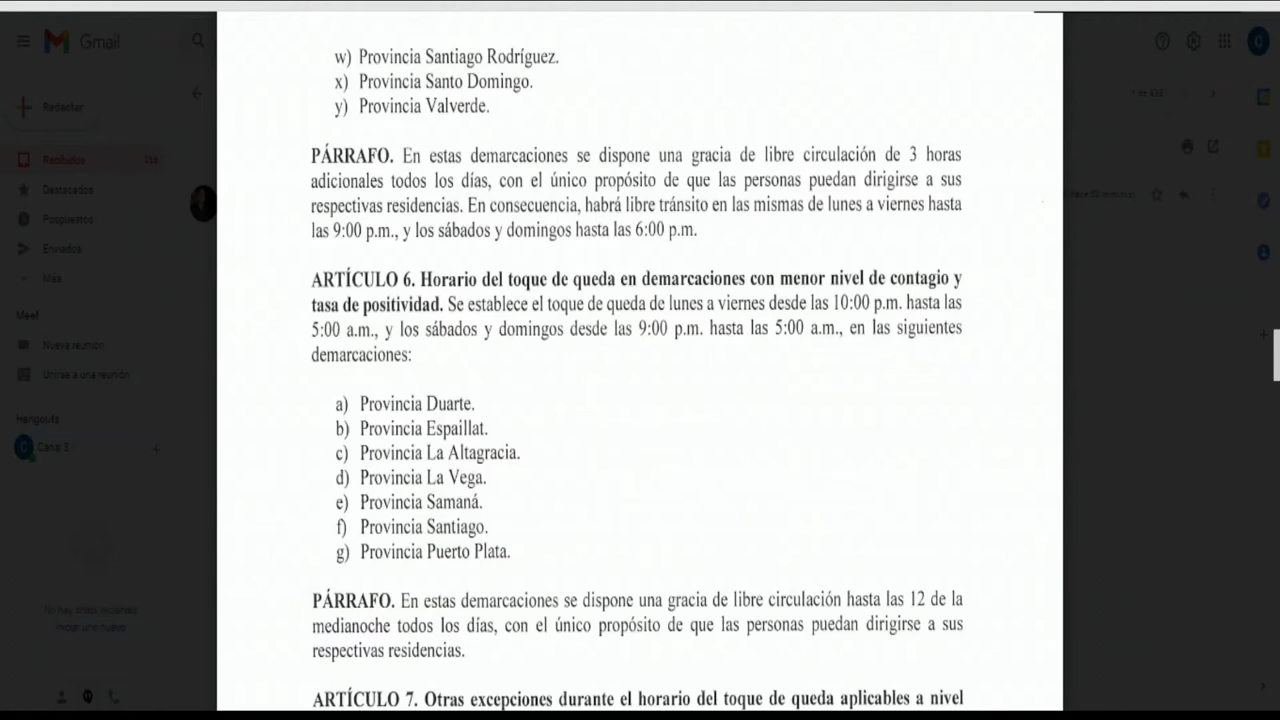 Gmail
w) Provincia Santiago Rodríguez.
x) Provincia Santo Domingo.
y) Provincia Valverde.
Redactar
Recibidos
Destacados
Pospuestos
Enviados
Más
PÁRRAFO. En estas demarcaciones se dispone una gracia de libre circulación de 3 horas
adicionales todos los días, con el único propósito de que las personas puedan dirigirse a sus
respectivas residencias. En consecuencia, habrá libre tránsito en las mismas de lunes a viernes hasta
las 9:00 p.m., y los sábados y domingos hasta las 6:00 p.m.
ARTÍCULO 6. Horario del toque de queda en demarcaciones con menor nivel de contagio y
tasa de positividad. Se establece el toque de queda de lunes a viernes desde las 10:00 p.m. hasta las
5:00 a.m., y los sábados y domingos desde las 9:00 p.m. hasta las 5:00 a.m., en las siguientes
demarcaciones:
Meet
Nueva reunión
Unirse a una reunión
Hangouts
a) Provincia Duarte.
b) Provincia Espaillat.
c) Provincia La Altagracia.
d) Provincia La Vega.
e) Provincia Samaná.
f) Provincia Santiago.
g) Provincia Puerto Plata.
PÁRRAFO. En estas demarcaciones se dispone una gracia de libre circulación hasta las 12 de la
medianoche todos los días, con el único propósito de que las personas puedan dirigirse a sus
respectivas residencias.
ARTÍCULO 7. Otras excepciones durante el horario del toque de queda aplicables a nivel